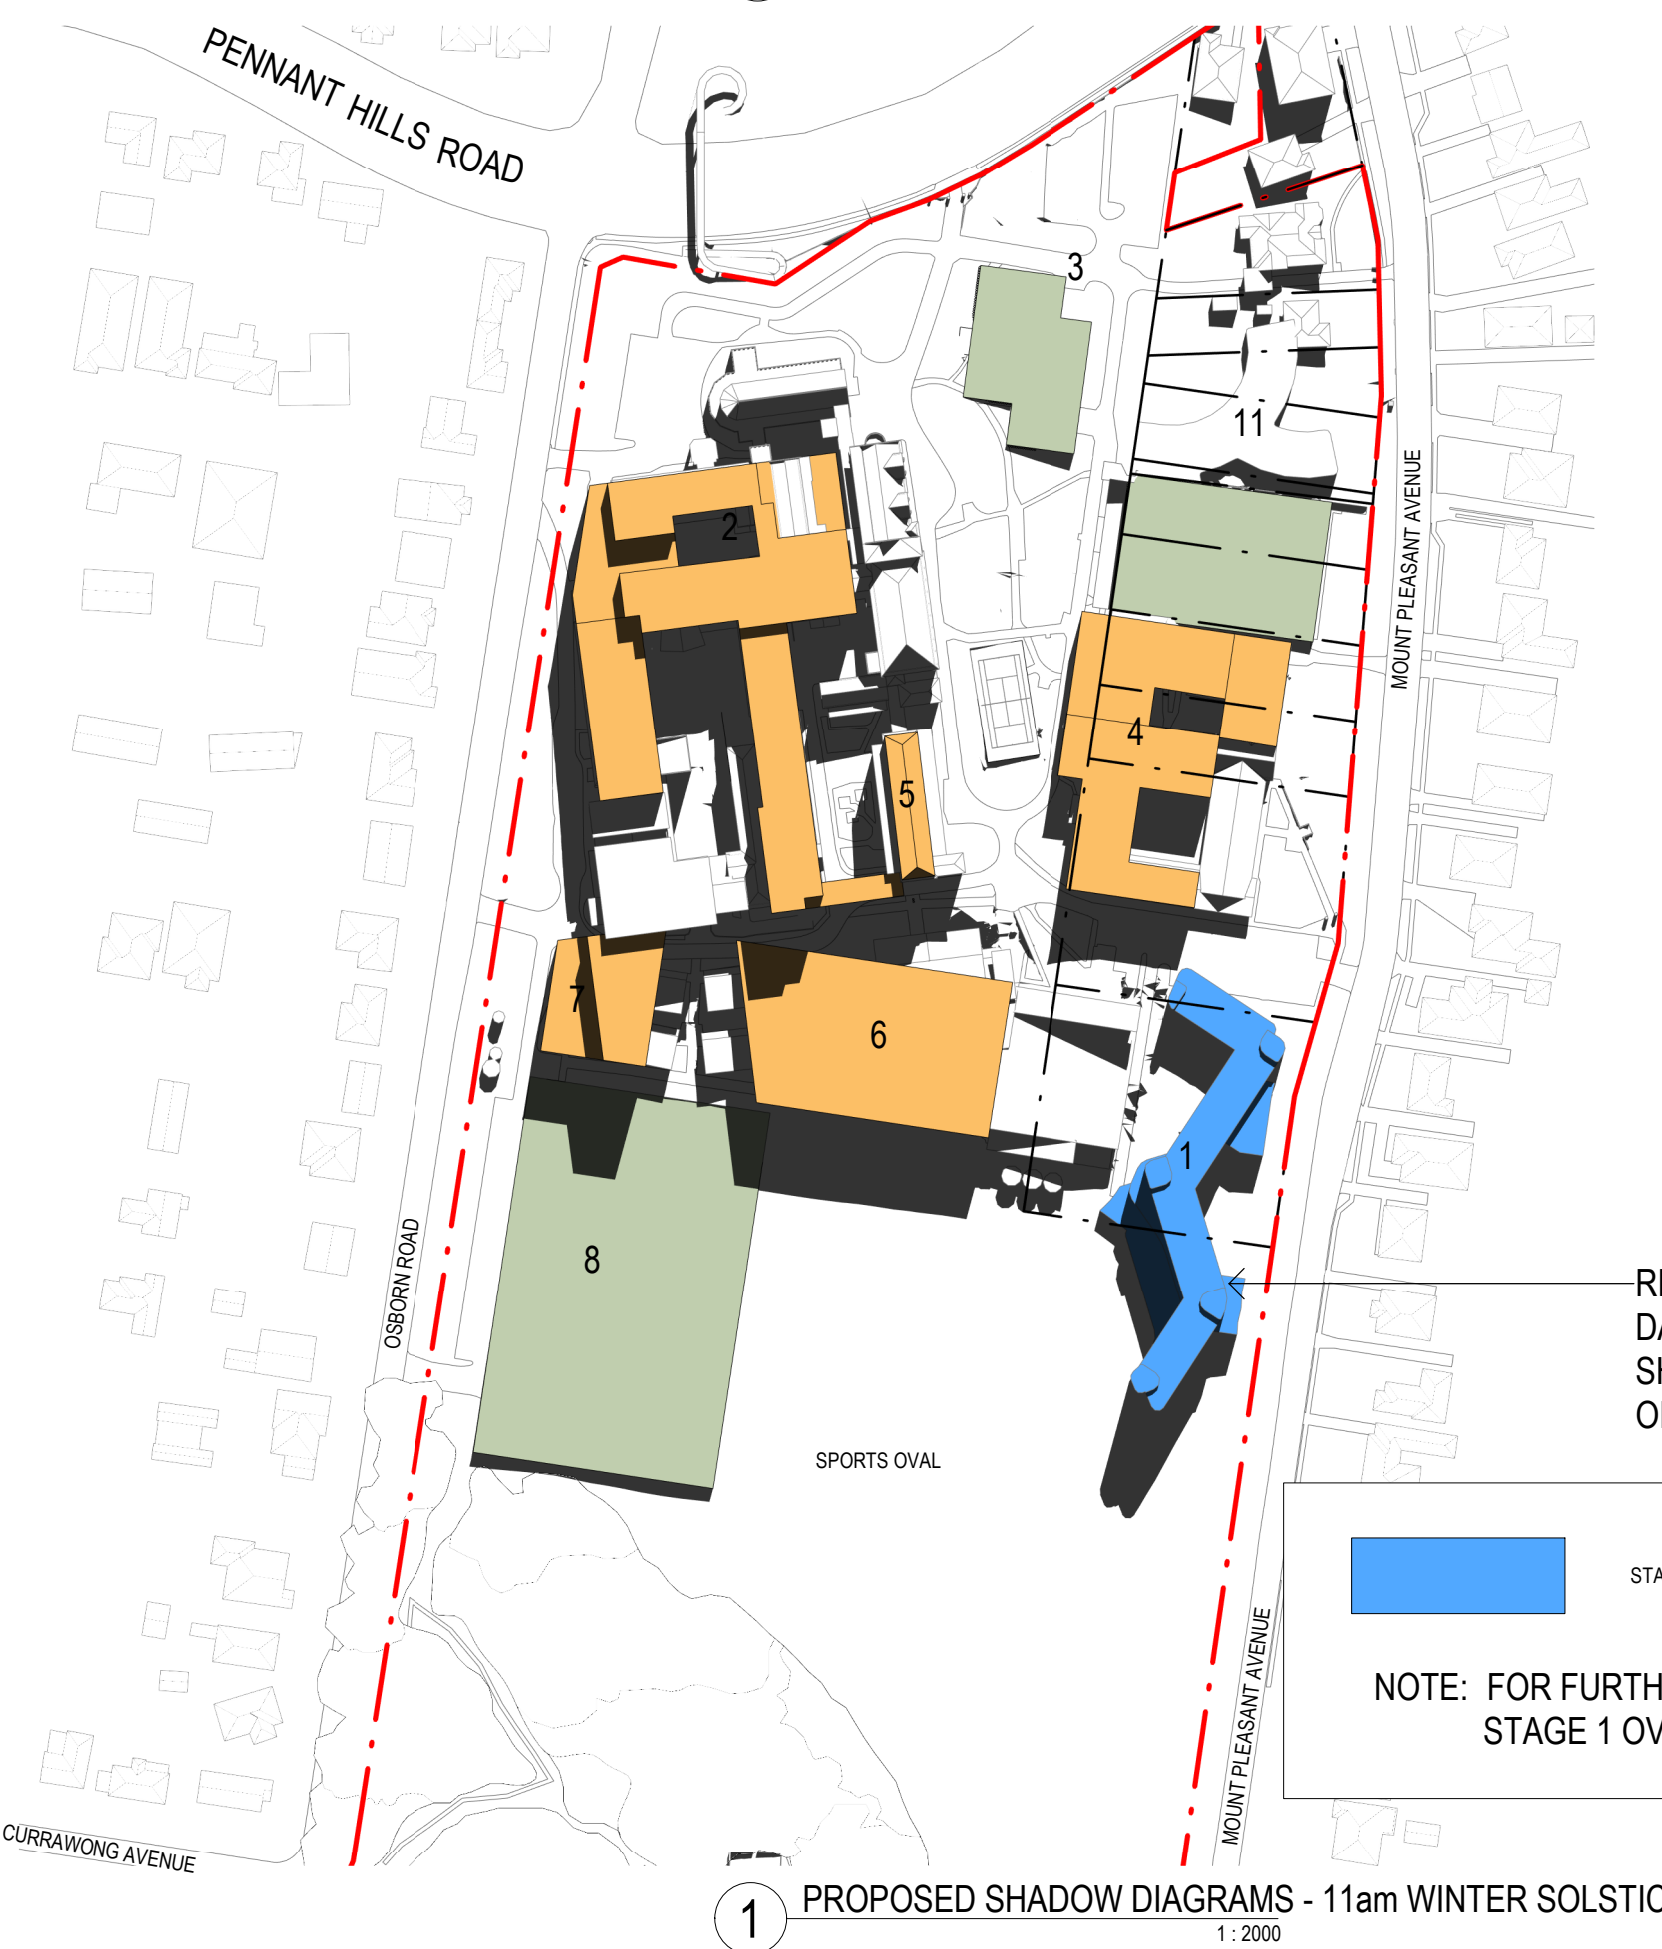 PENNANT HILLS ROAD
3
11
2
MOUNT PLEASANT AVENUE
4
5
7
6
1
8
OSBORN ROAD
SPORTS OVAL
MOUNT PLEASANT AVENUE
NOTE: FOR FURTH
STAGE 1 OV
CURRAWONG AVENUE
1
PROPOSED SHADOW DIAGRAMS - 11am WINTER SOLSTIC
1 : 2000